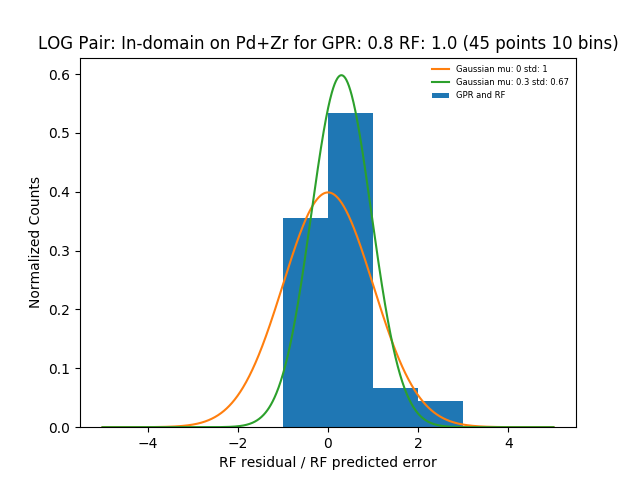 LOG Pair: In-domain on Pd+Zr for GPR: 0.8 RF: 1.0 (45 points 10 bins)
Gaussian mu: 0 std: 1
Gaussian mu: 0.3 std: 0.67
GPR and RF
Normalized Counts
0.6
0.5
0.4
0.3
0.2
0.1
0.0
−4 −2 0 2 4
RF residual / RF predicted error